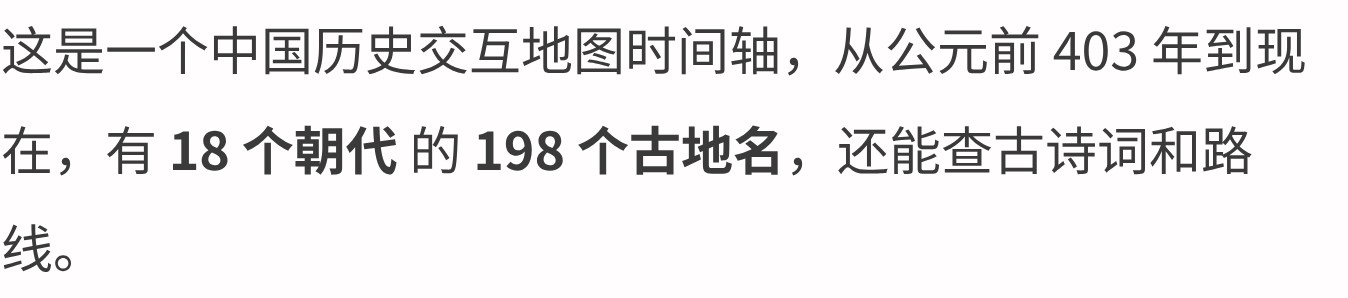 这是一个中国历史交互地图时间轴，从公元前 403 年到现
在，有 18 个朝代 的 198 个古地名，还能查古诗词和路
线。